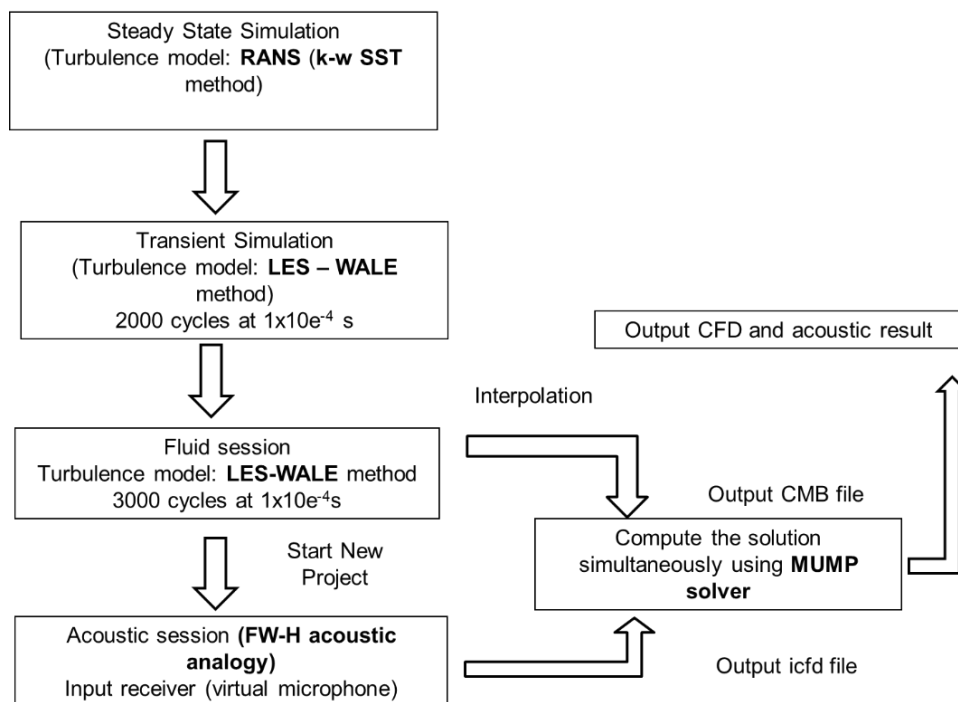 Steady State Simulation
(Turbulence model: RANS (k-w SST
method)
Transient Simulation
(Turbulence model: LES – WALE
method)
2000 cycles at 1x10e⁻⁴ s
Output CFD and acoustic result
Interpolation
Fluid session
Turbulence model: LES-WALE method
3000 cycles at 1x10e⁻⁴s
Output CMB file
Start New
Project
Compute the solution
simultaneously using MUMP
solver
Acoustic session (FW-H acoustic
analogy)
Input receiver (virtual microphone)
Output icfd file